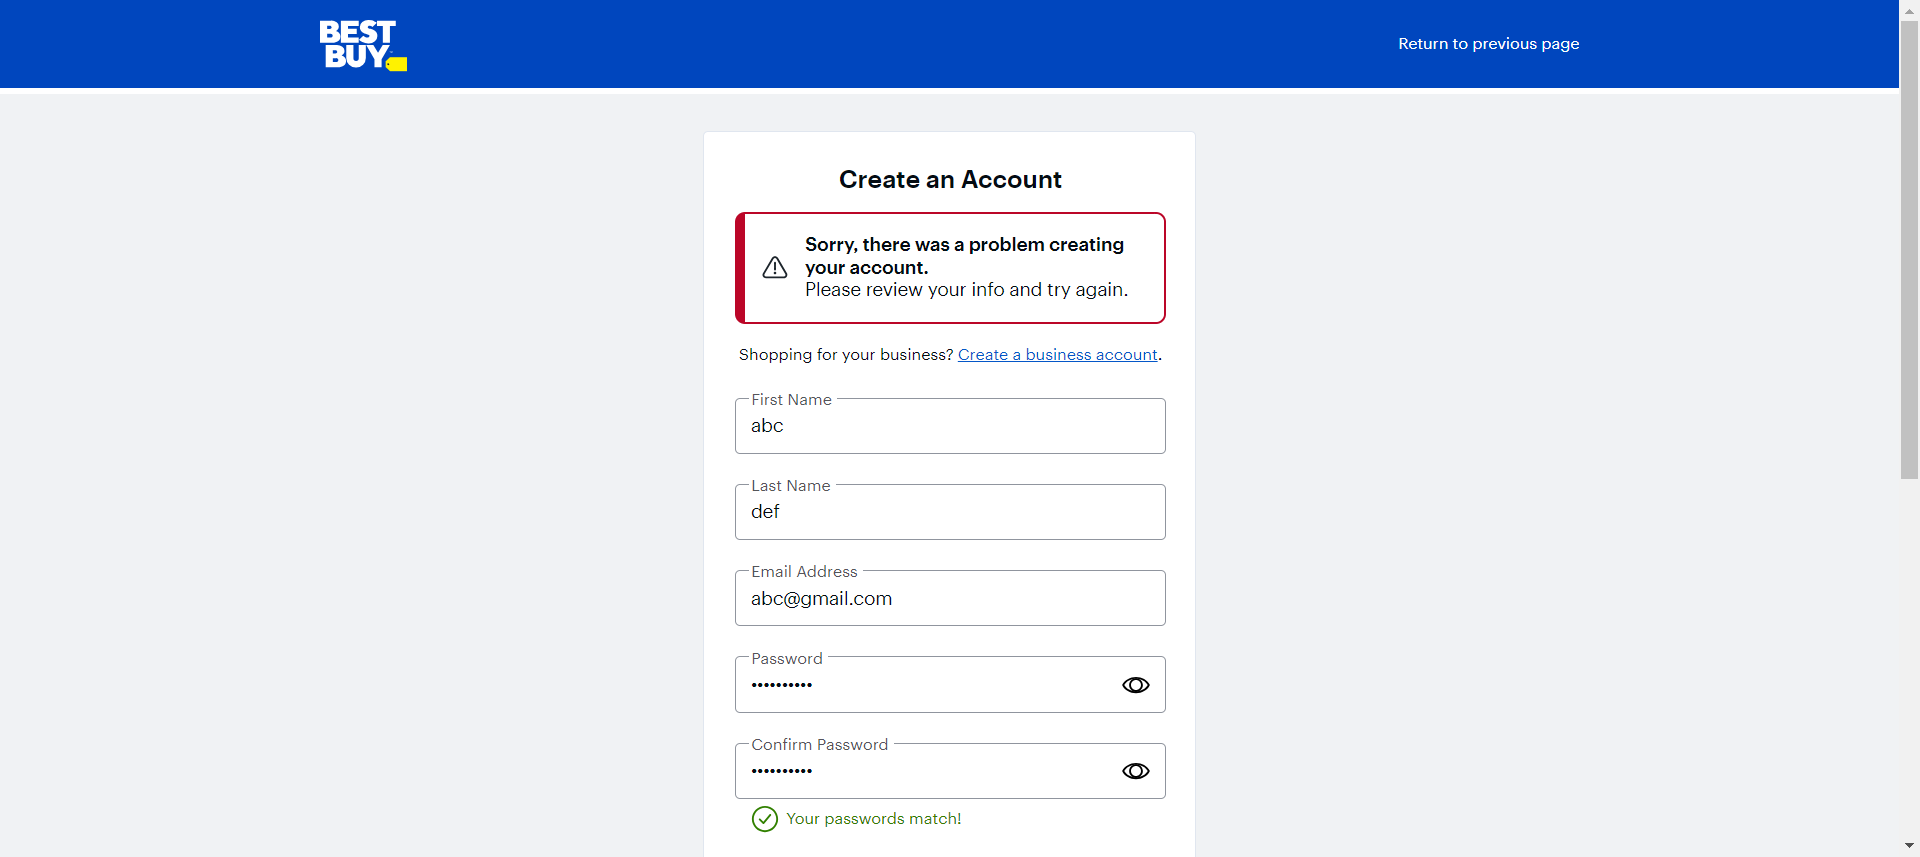 BEST
BUY
Return to previous page
Create an Account
Sorry, there was a problem creating
your account.
Please review your info and try again.
Shopping for your business? Create a business account.
First Name
abc
Last Name
def
Email Address
abc@gmail.com
Password
••••••••••
Confirm Password
••••••••••
Your passwords match!